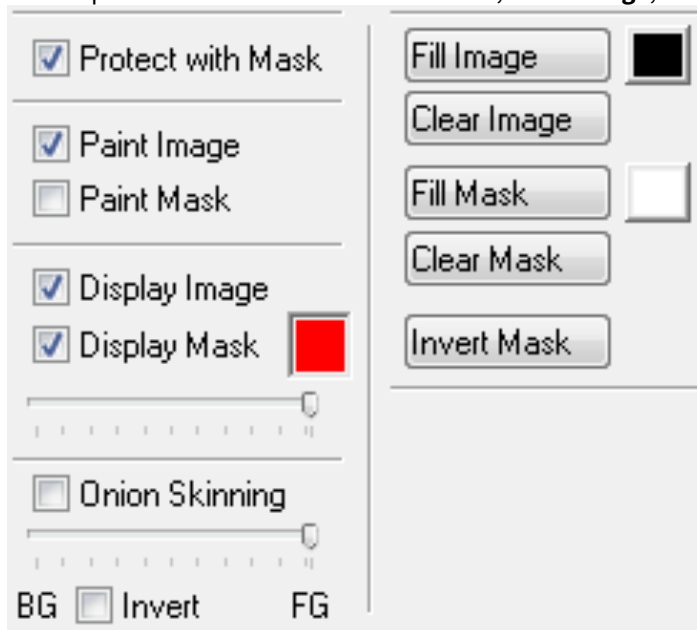 Protect with Mask
Paint Image
Paint Mask
Display Image
Display Mask
Onion Skinning
BG Invert FG
Fill Image
Clear Image
Fill Mask
Clear Mask
Invert Mask